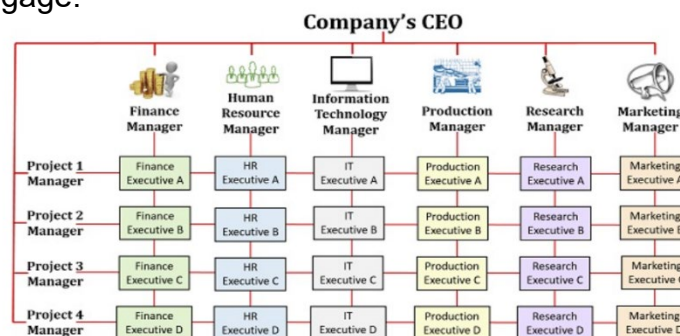 gage.
Company's CEO
Finance
Manager
Human
Resource
Manager
Information
Technology
Manager
Production
Manager
Research
Manager
Marketing
Manager
Project 1
Manager
Finance
Executive A
HR
Executive A
IT
Executive A
Production
Executive A
Research
Executive A
Marketing
Executive A
Project 2
Manager
Finance
Executive B
HR
Executive B
IT
Executive B
Production
Executive B
Research
Executive B
Marketing
Executive B
Project 3
Manager
Finance
Executive C
HR
Executive C
IT
Executive C
Production
Executive C
Research
Executive C
Marketing
Executive
Project 4
Manager
Finance
Executive D
HR
Executive D
IT
Executive D
Production
Executive D
Research
Executive D
Marketing
Executive D